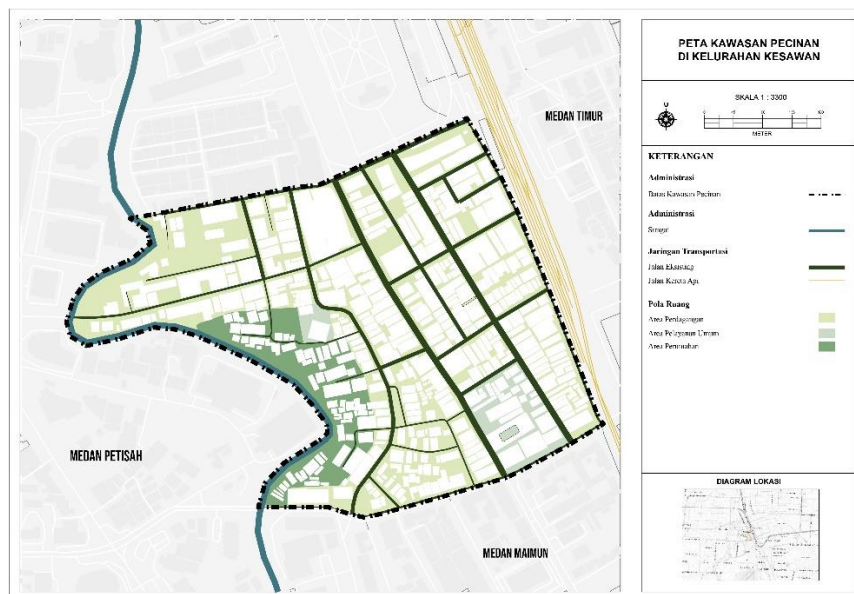 MEDAN TIMUR
MEDAN PETISAH
MEDAN MAIMUN
PETA KAWASAN PECINAN
DI KELURAHAN KESAWAN
SKALA 1 : 3300
U
METER
KETERANGAN
Administrasi
Batas Kawasan Pecinan
Administrasi
Sungai
Jaringan Transportasi
Jalan Eksisting
Jalan Kereta Api
Pola Ruang
Area Perdagangan
Area Pelayanan Umum
Area Perumahan
DIAGRAM LOKASI